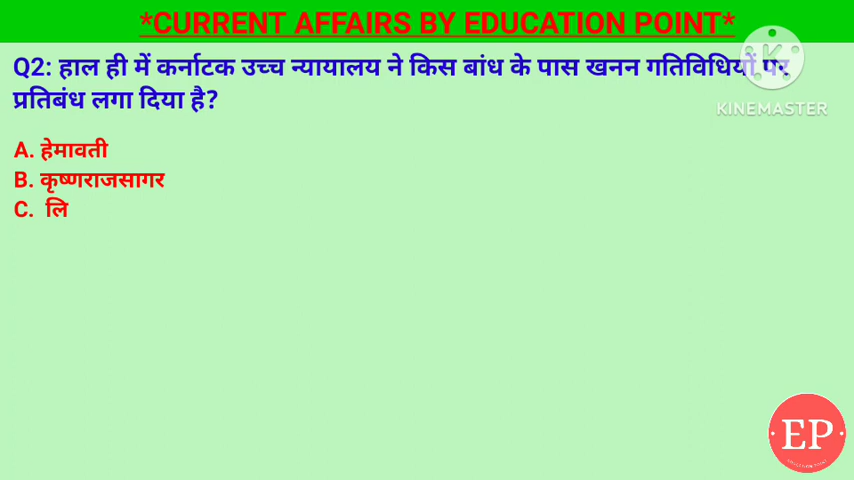 *CURRENT AFFAIRS BY EDUCATION POINT*
Q2: हाल ही में कर्नाटक उच्च न्यायालय ने किस बांध के पास खनन गतिविधियों पर
प्रतिबंध लगा दिया है?
KINEMASTER
A. हेमावती
B. कृष्णराजसागर
C. लि
EP